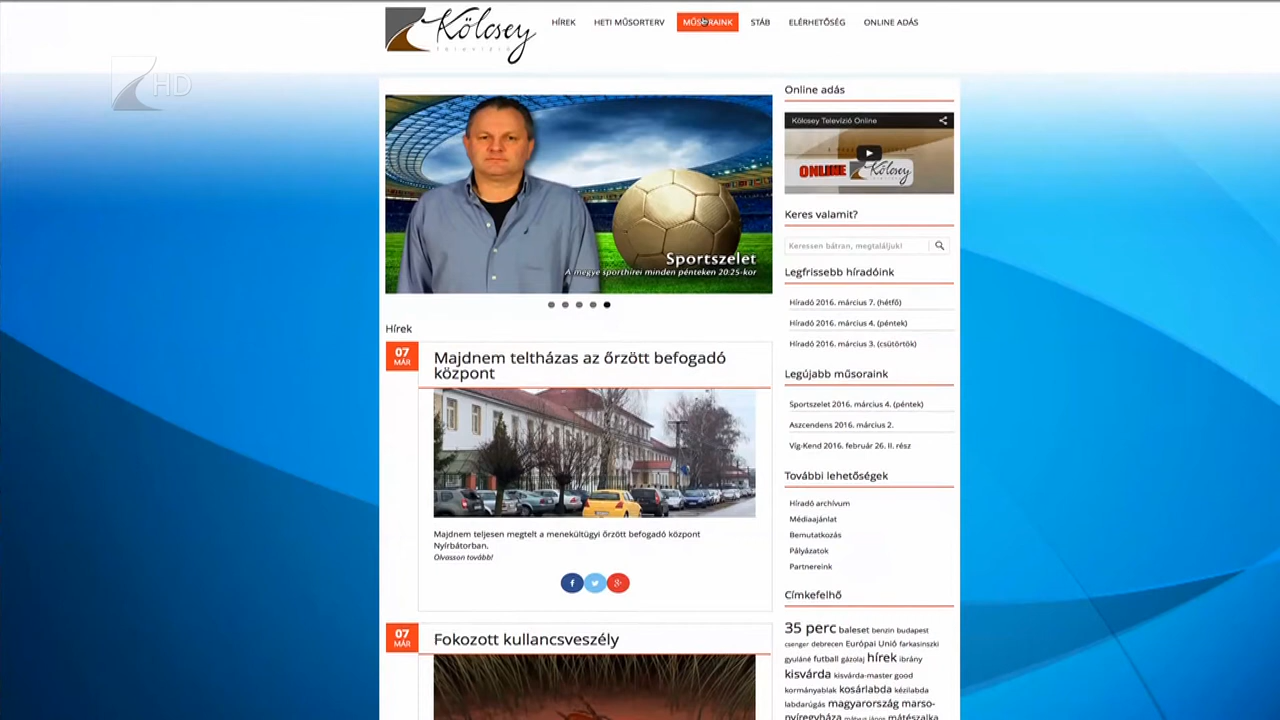 Kölcsey
televízió
HÍREK
HETI MŰSORTERV
MŰSORAINK
STÁB
ELÉRHETŐSÉG
ONLINE ADÁS
HD
Sportszelet
A megye sporthírei minden pénteken 20:25-kor
Hírek
07
MÁR
Majdnem teltházas az őrzött befogadó
központ
Majdnem teljesen megtelt a menekültügyi őrzött befogadó központ
Nyírbátorban.
Olvasson tovább!
07
MÁR
Fokozott kullancsveszély
Online adás
Kölcsey Televízió Online
ONLINE Kölcsey
Keres valamit?
Keressen bátran, megtaláljuk!
Legfrissebb híradóink
Híradó 2016. március 7. (hétfő)
Híradó 2016. március 4. (péntek)
Híradó 2016. március 3. (csütörtök)
Legújabb műsoraink
Sportszelet 2016. március 4. (péntek)
Aszcendens 2016. március 2.
Víg-Kend 2016. február 26. II. rész
További lehetőségek
Híradó archívum
Médiaajánlat
Bemutatkozás
Pályázatok
Partnereink
Címkefelhő
35 perc baleset benzin budapest
csenger debrecen Európai Unió farkasinszki
gyuláné futball gázolaj hírek ibrány
kisvárda kisvárda-master good
kormányablak kosárlabda kézilabda
labdarúgás magyarország marso-
nyíregyháza mátyus jános mátészalka